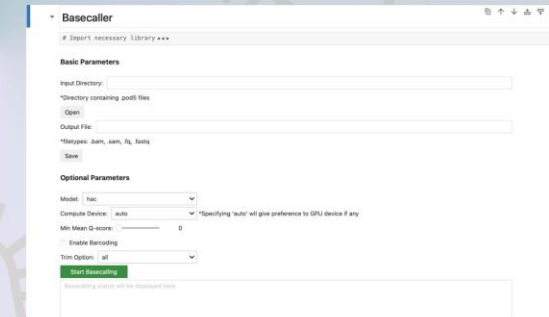 Basecaller
# Import necessary library •••
Basic Parameters
Input Directory:
*Directory containing .pod5 files
Open
Output File:
*filetypes: .bam, .sam, .fq, .fastq
Save
Optional Parameters
Model: hac
Compute Device: auto *Specifying 'auto' wil give preference to GPU device if any
Min Mean Q-score: 0
Enable Barcoding
Trim Option: all
Start Basecalling
Basecalling status will be displayed here